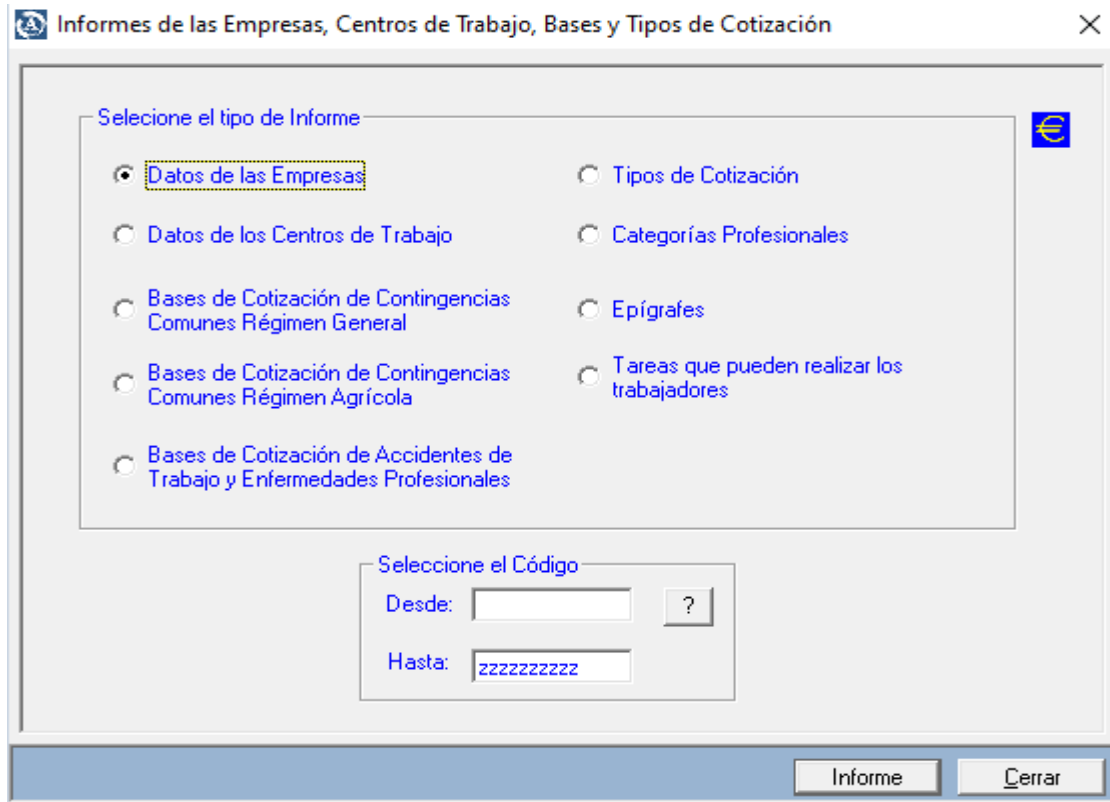 Informes de las Empresas, Centros de Trabajo, Bases y Tipos de Cotización
Selecione el tipo de Informe
€
Datos de las Empresas
Tipos de Cotización
Datos de los Centros de Trabajo
Categorías Profesionales
Bases de Cotización de Contingencias
Comunes Régimen General
Epígrafes
Bases de Cotización de Contingencias
Comunes Régimen Agrícola
Tareas que pueden realizar los
trabajadores
Bases de Cotización de Accidentes de
Trabajo y Enfermedades Profesionales
Seleccione el Código
Desde:
?
Hasta: zzzzzzzzzz
Informe
Cerrar